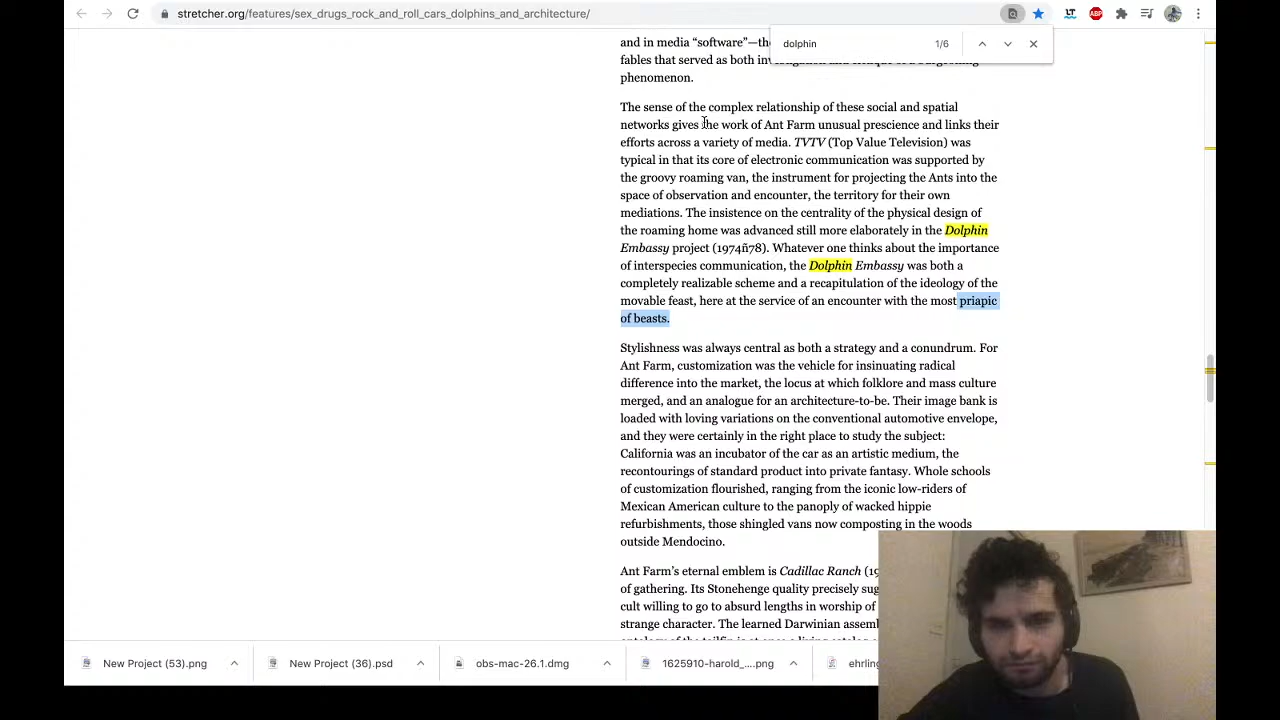 stretcher.org/features/sex_drugs_rock_and_roll_cars_dolphins_and_architecture/
LT
ABP
dolphin
1/6
and in media “software”—the
fables that served as both
phenomenon.
The sense of the complex relationship of these social and spatial
networks gives the work of Ant Farm unusual prescience and links their
efforts across a variety of media. TVTV (Top Value Television) was
typical in that its core of electronic communication was supported by
the groovy roaming van, the instrument for projecting the Ants into the
space of observation and encounter, the territory for their own
mediations. The insistence on the centrality of the physical design of
the roaming home was advanced still more elaborately in the Dolphin
Embassy project (1974ñ78). Whatever one thinks about the importance
of interspecies communication, the Dolphin Embassy was both a
completely realizable scheme and a recapitulation of the ideology of the
movable feast, here at the service of an encounter with the most priapic
of beasts.
Stylishness was always central as both a strategy and a conundrum. For
Ant Farm, customization was the vehicle for insinuating radical
difference into the market, the locus at which folklore and mass culture
merged, and an analogue for an architecture-to-be. Their image bank is
loaded with loving variations on the conventional automotive envelope,
and they were certainly in the right place to study the subject:
California was an incubator of the car as an artistic medium, the
recontourings of standard product into private fantasy. Whole schools
of customization flourished, ranging from the iconic low-riders of
Mexican American culture to the panoply of wacked hippie
refurbishments, those shingled vans now composting in the woods
outside Mendocino.
Ant Farm’s eternal emblem is Cadillac Ranch (19
of gathering. Its Stonehenge quality precisely sug
cult willing to go to absurd lengths in worship of
strange character. The learned Darwinian assem
New Project (53).png
New Project (36).psd
obs-mac-26.1.dmg
1625910-harold_....png
ehrling